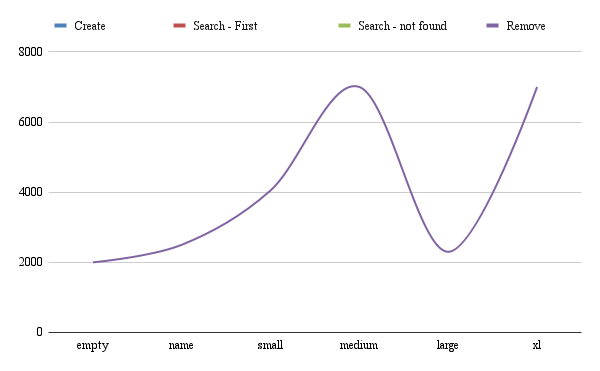 Create Search - First Search - not found Remove
8000
6000
4000
2000
0
empty name small medium large xl